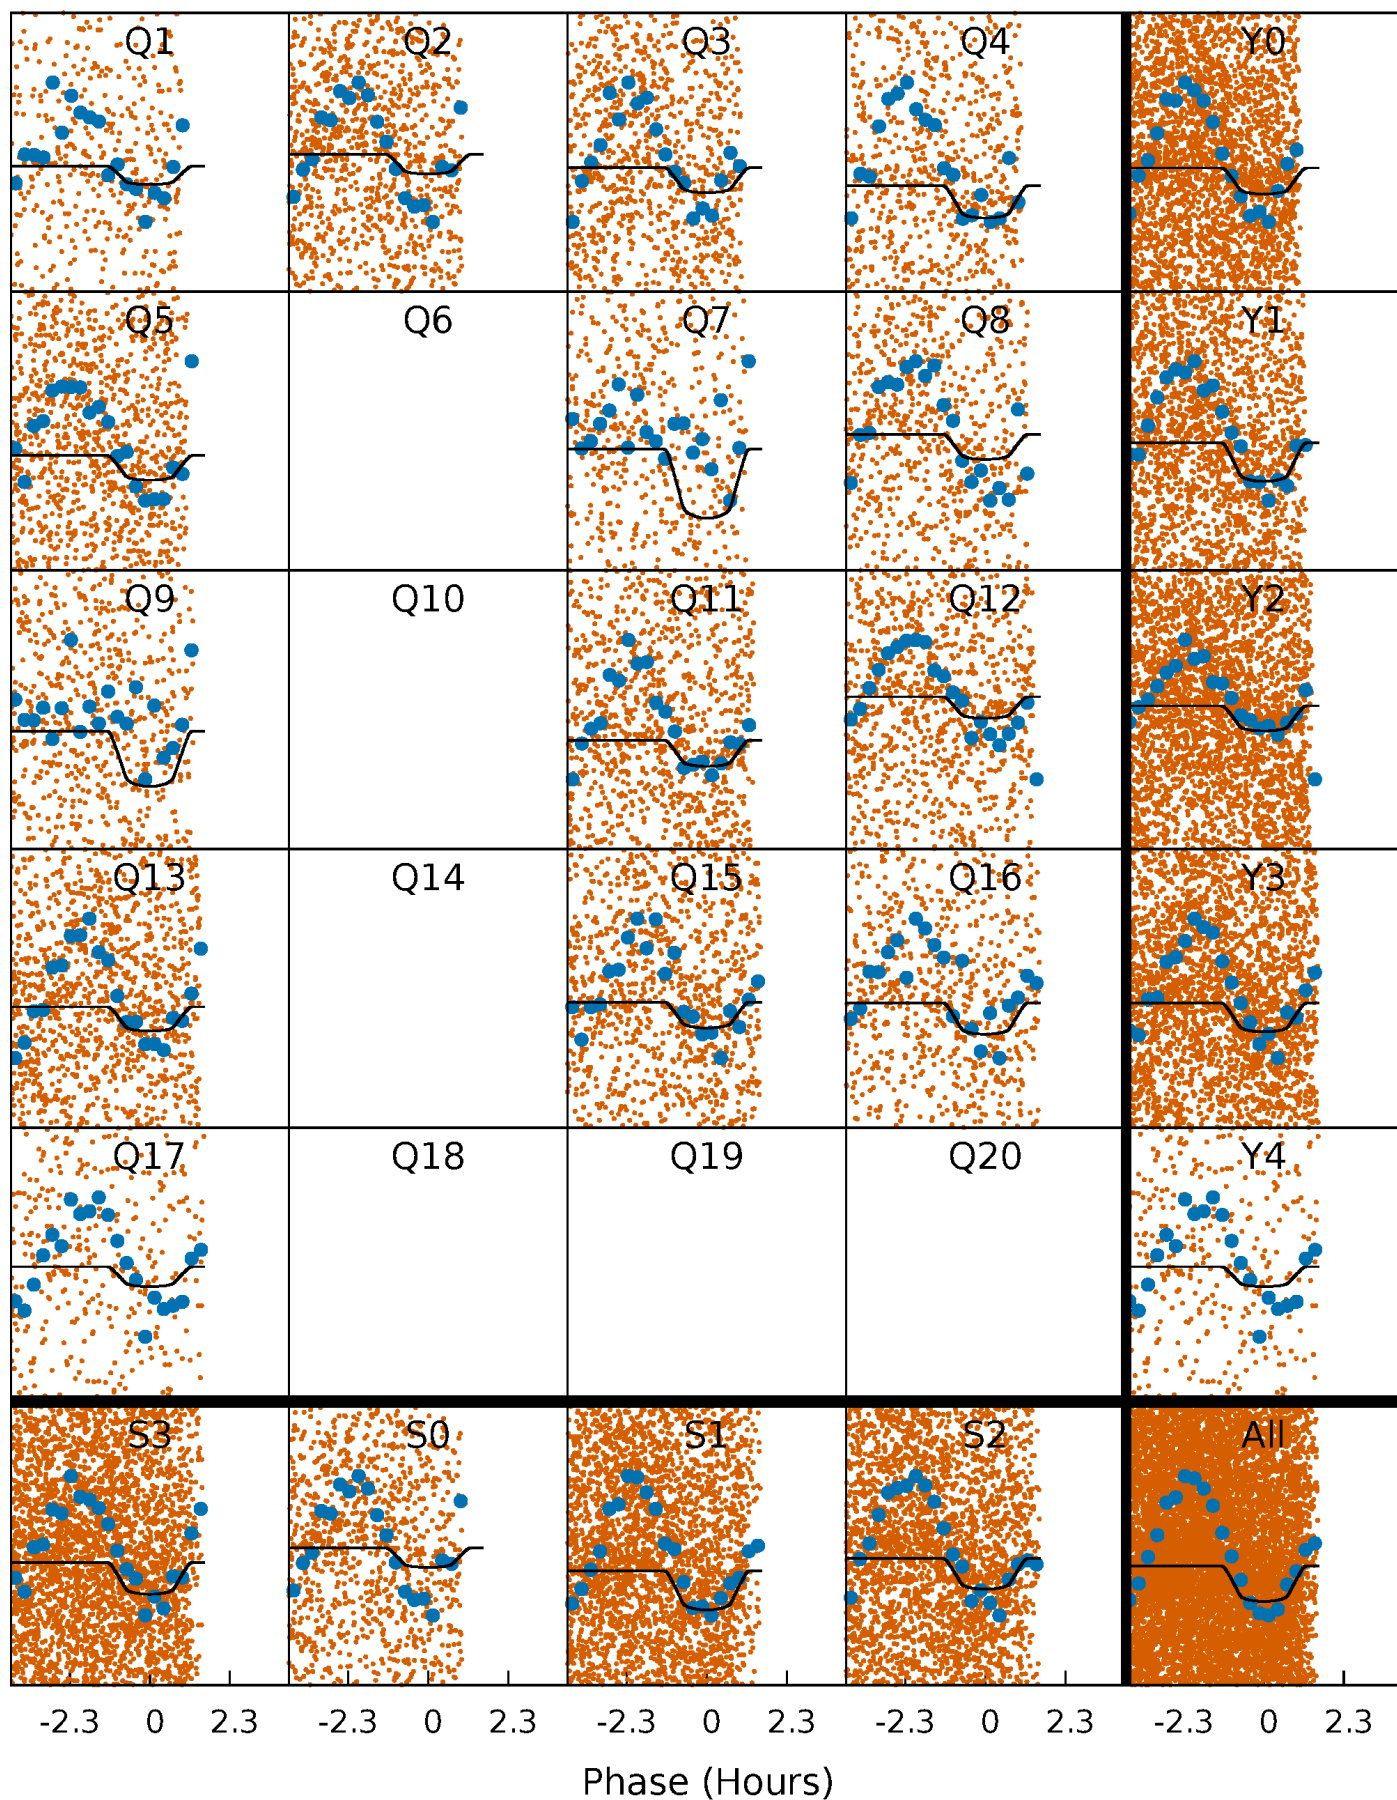 Q1 Q2 Q3 Q4 Y0
Q5 Q6 Q7 Q8 Y1
Q9 Q10 Q11 Q12 Y2
Q13 Q14 Q15 Q16 Y3
Q17 Q18 Q19 Q20 Y4
S3 S0 S1 S2 All
-2.3 0 2.3 -2.3 0 2.3 -2.3 0 2.3 -2.3 0 2.3 -2.3 0 2.3
Phase (Hours)